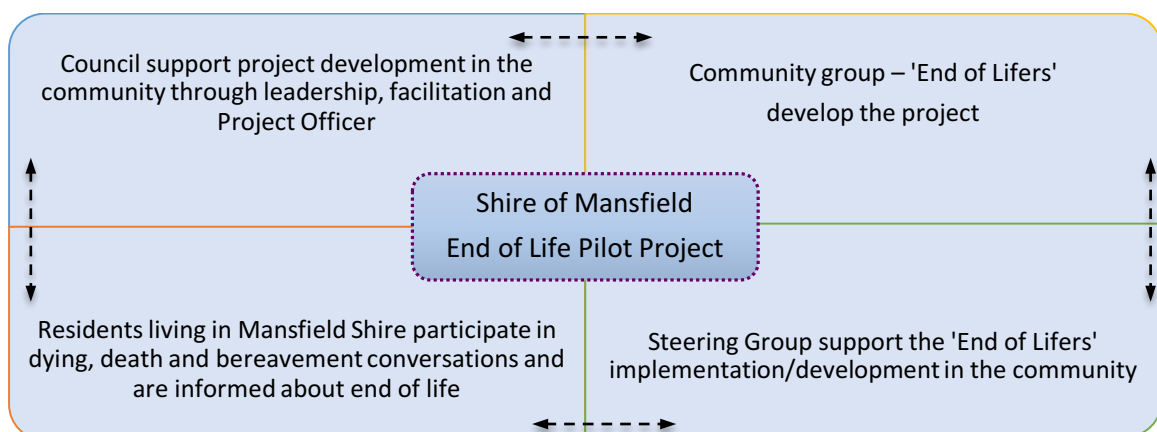 Council support project development in the
community through leadership, facilitation and
Project Officer
Community group – 'End of Lifers'
develop the project
Shire of Mansfield
End of Life Pilot Project
Residents living in Mansfield Shire participate in
dying, death and bereavement conversations and
are informed about end of life
Steering Group support the 'End of Lifers'
implementation/development in the community